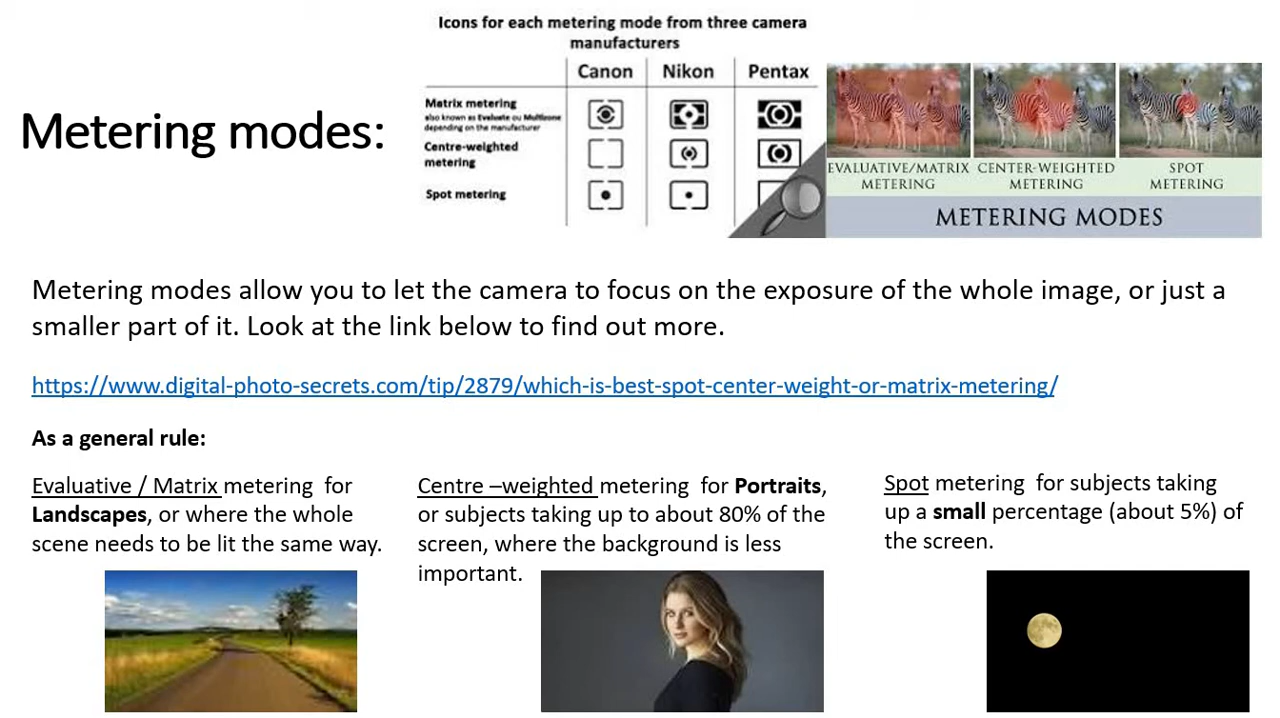 Icons for each metering mode from three camera
manufacturers
Canon Nikon Pentax
Matrix metering
also known as Evaluate ou Multizone
depending on the manufacturer
Centre-weighted
metering
Spot metering
EVALUATIVE/MATRIX
METERING
CENTER-WEIGHTED
METERING
SPOT
METERING
METERING MODES
Metering modes:
Metering modes allow you to let the camera to focus on the exposure of the whole image, or just a
smaller part of it. Look at the link below to find out more.
https://www.digital-photo-secrets.com/tip/2879/which-is-best-spot-center-weight-or-matrix-metering/
As a general rule:
Evaluative / Matrix metering for
Landscapes, or where the whole
scene needs to be lit the same way.
Centre –weighted metering for Portraits,
or subjects taking up to about 80% of the
screen, where the background is less
important.
Spot metering for subjects taking
up a small percentage (about 5%) of
the screen.